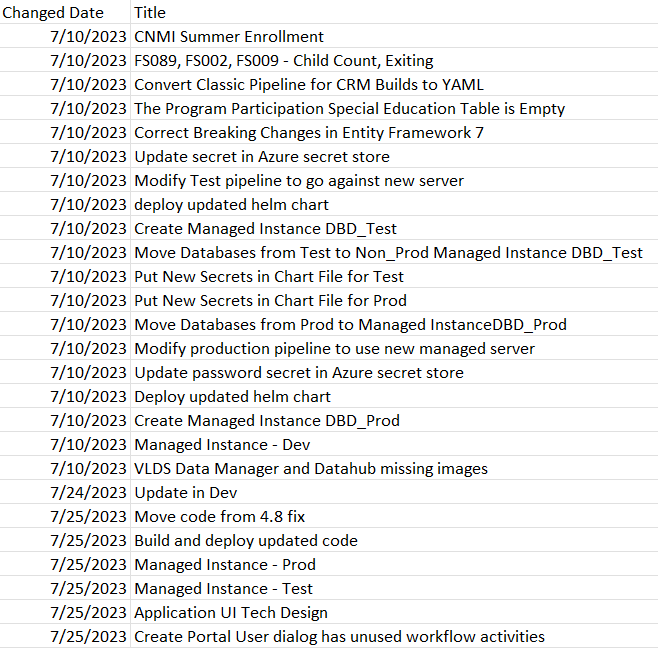 Changed Date Title
7/10/2023 CNMI Summer Enrollment
7/10/2023 FS089, FS002, FS009 - Child Count, Exiting
7/10/2023 Convert Classic Pipeline for CRM Builds to YAML
7/10/2023 The Program Participation Special Education Table is Empty
7/10/2023 Correct Breaking Changes in Entity Framework 7
7/10/2023 Update secret in Azure secret store
7/10/2023 Modify Test pipeline to go against new server
7/10/2023 deploy updated helm chart
7/10/2023 Create Managed Instance DBD_Test
7/10/2023 Move Databases from Test to Non_Prod Managed Instance DBD_Test
7/10/2023 Put New Secrets in Chart File for Test
7/10/2023 Put New Secrets in Chart File for Prod
7/10/2023 Move Databases from Prod to Managed InstanceDBD_Prod
7/10/2023 Modify production pipeline to use new managed server
7/10/2023 Update password secret in Azure secret store
7/10/2023 Deploy updated helm chart
7/10/2023 Create Managed Instance DBD_Prod
7/10/2023 Managed Instance - Dev
7/10/2023 VLDS Data Manager and Datahub missing images
7/24/2023 Update in Dev
7/25/2023 Move code from 4.8 fix
7/25/2023 Build and deploy updated code
7/25/2023 Managed Instance - Prod
7/25/2023 Managed Instance - Test
7/25/2023 Application UI Tech Design
7/25/2023 Create Portal User dialog has unused workflow activities